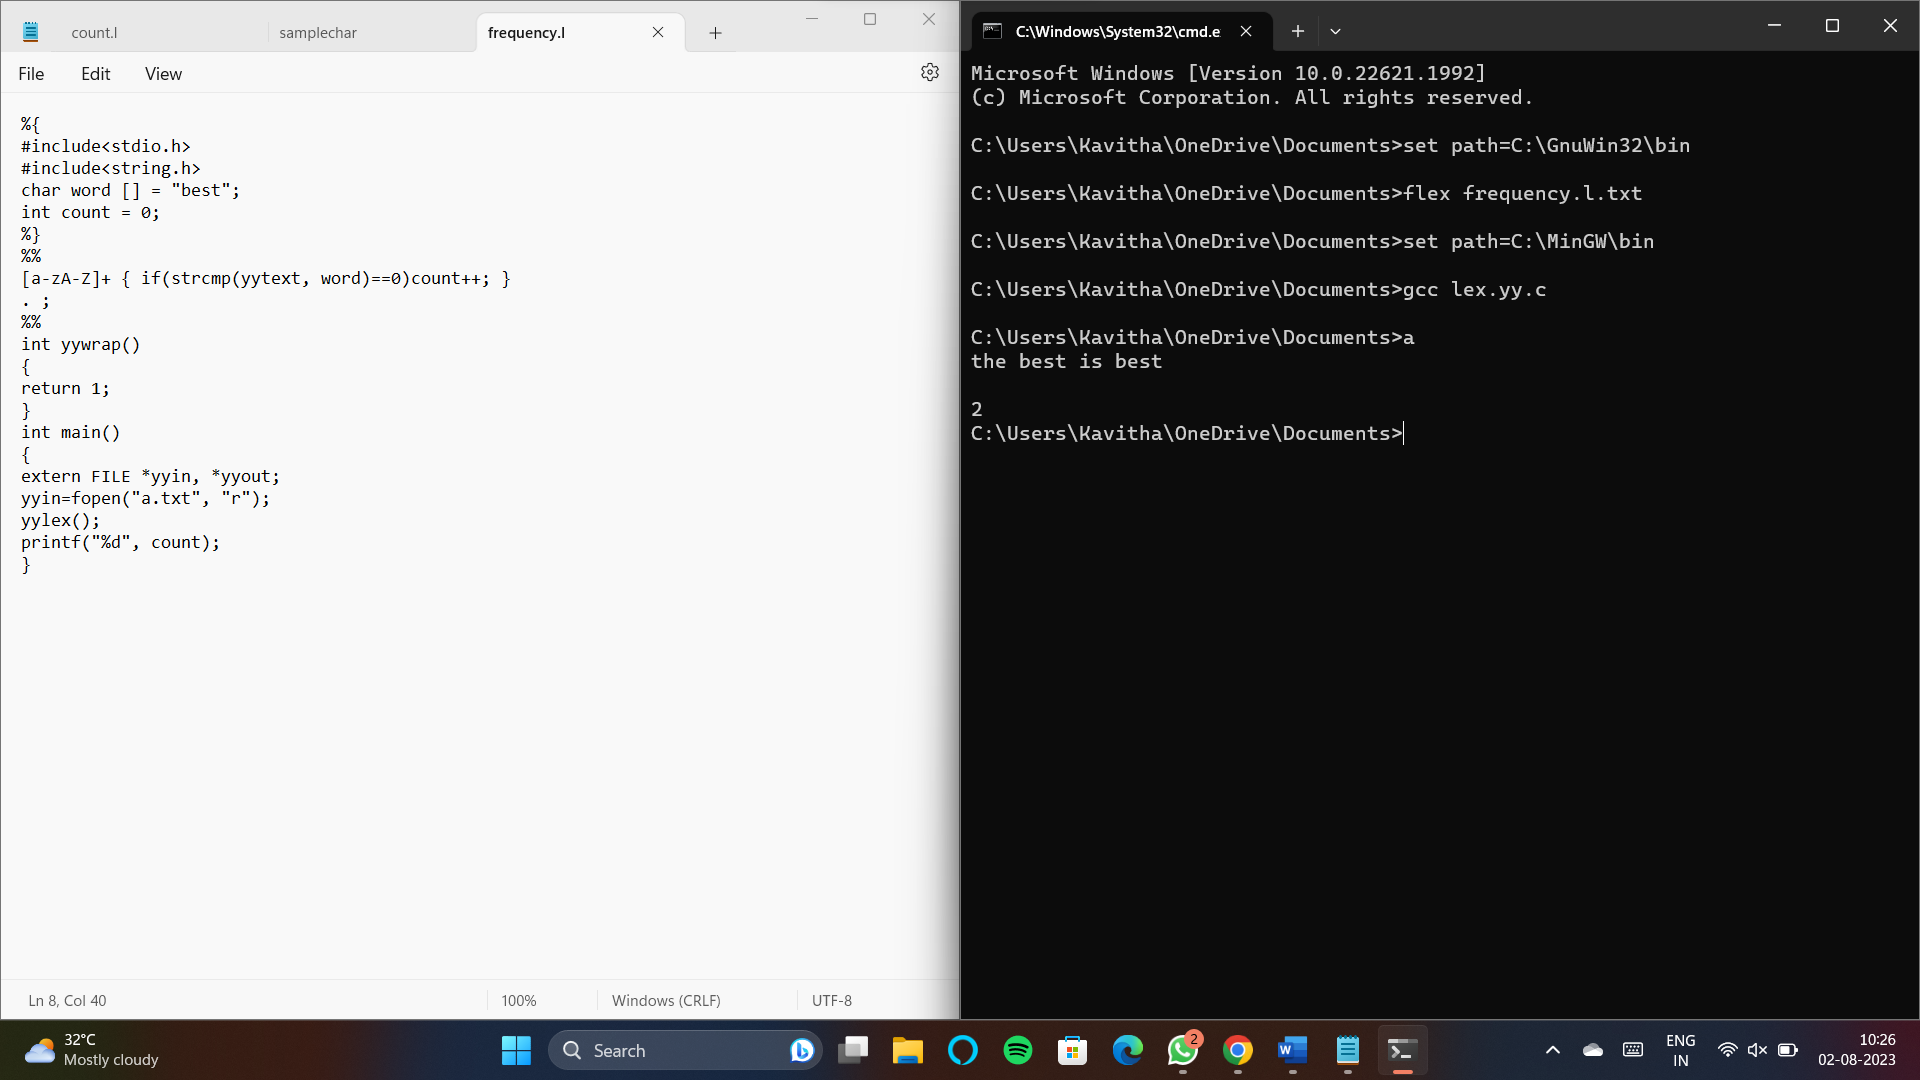 count.l
samplechar
frequency.l
File
Edit
View
%{
#include<stdio.h>
#include<string.h>
char word [] = "best";
int count = 0;
%}
%%
[a-zA-Z]+ { if(strcmp(yytext, word)==0)count++; }
. ;
%%
int yywrap()
{
return 1;
}
int main()
{
extern FILE *yyin, *yyout;
yyin=fopen("a.txt", "r");
yylex();
printf("%d", count);
}
Ln 8, Col 40
100%
Windows (CRLF)
UTF-8
C:\Windows\System32\cmd.e
Microsoft Windows [Version 10.0.22621.1992]
(c) Microsoft Corporation. All rights reserved.
C:\Users\Kavitha\OneDrive\Documents>set path=C:\GnuWin32\bin
C:\Users\Kavitha\OneDrive\Documents>flex frequency.l.txt
C:\Users\Kavitha\OneDrive\Documents>set path=C:\MinGW\bin
C:\Users\Kavitha\OneDrive\Documents>gcc lex.yy.c
C:\Users\Kavitha\OneDrive\Documents>a
the best is best
2
C:\Users\Kavitha\OneDrive\Documents>
32°C
Mostly cloudy
Search
2
ENG
IN
10:26
02-08-2023